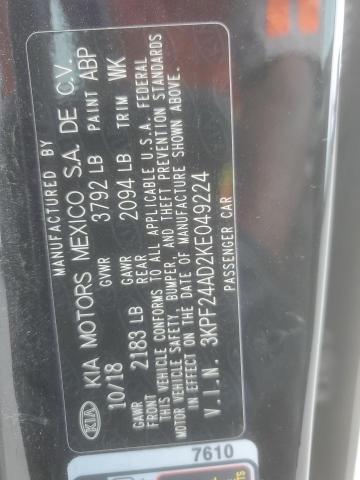 MANUFACTURED BY
KIA KIA MOTORS MEXICO S.A. DE C.V.
10/18 GVWR 3792 LB PAINT ABP
GAWR FRONT 2183 LB GAWR REAR 2094 LB TRIM WK
THIS VEHICLE CONFORMS TO ALL APPLICABLE U.S.A. FEDERAL
MOTOR VEHICLE SAFETY, BUMPER, AND THEFT PREVENTION STANDARDS
IN EFFECT ON THE DATE OF MANUFACTURE SHOWN ABOVE.
V.I.N. 3KPF24AD2KE049224
PASSENGER CAR
7610